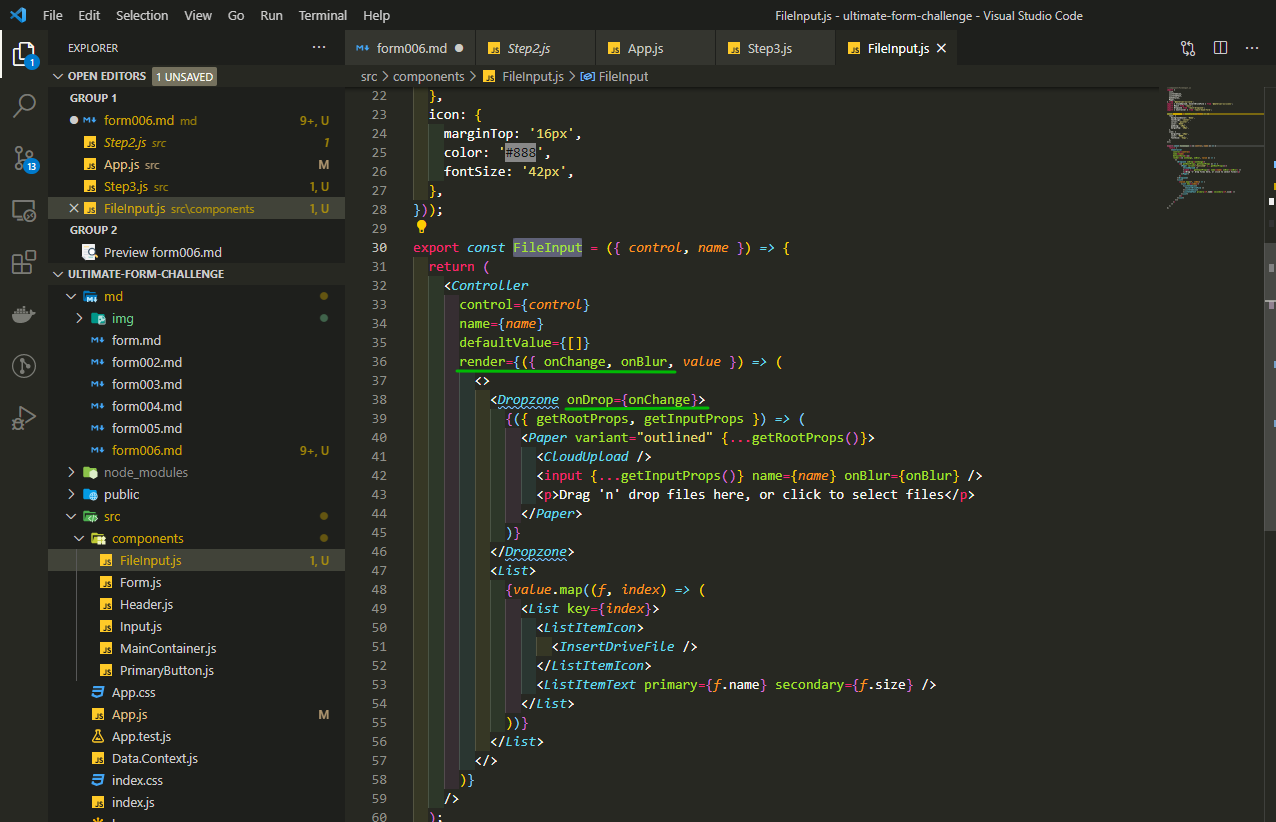 File Edit Selection View Go Run Terminal Help FileInput.js - ultimate-form-challenge - Visual Studio Code
EXPLORER ···
OPEN EDITORS 1 UNSAVED
GROUP 1
form006.md md 9+, U
Step2.js src 1
App.js src M
Step3.js src 1, U
FileInput.js src\components 1, U
GROUP 2
Preview form006.md
ULTIMATE-FORM-CHALLENGE
md
img
form.md
form002.md
form003.md
form004.md
form005.md
form006.md 9+, U
node_modules
public
src
components
FileInput.js 1, U
Form.js
Header.js
Input.js
MainContainer.js
PrimaryButton.js
App.css
App.js M
App.test.js
Data.Context.js
index.css
index.js
1
13
form006.md Step2.js App.js Step3.js FileInput.js
src > components > FileInput.js > FileInput
22 },
23 icon: {
24 marginTop: '16px',
25 color: '#888',
26 fontSize: '42px',
27 },
28 }));
29
30 export const FileInput = ({ control, name }) => {
31 return (
32 <Controller
33 control={control}
34 name={name}
35 defaultValue={[]}
36 render={({ onChange, onBlur, value }) => (
37 <>
38 <Dropzone onDrop={onChange}>
39 {({ getRootProps, getInputProps }) => (
40 <Paper variant="outlined" {...getRootProps()}>
41 <CloudUpload />
42 <input {...getInputProps()} name={name} onBlur={onBlur} />
43 <p>Drag 'n' drop files here, or click to select files</p>
44 </Paper>
45 )}
46 </Dropzone>
47 <List>
48 {value.map((f, index) => (
49 <List key={index}>
50 <ListItemIcon>
51 <InsertDriveFile />
52 </ListItemIcon>
53 <ListItemText primary={f.name} secondary={f.size} />
54 </List>
55 ))}
56 </List>
57 </>
58 )}
59 />
60 );